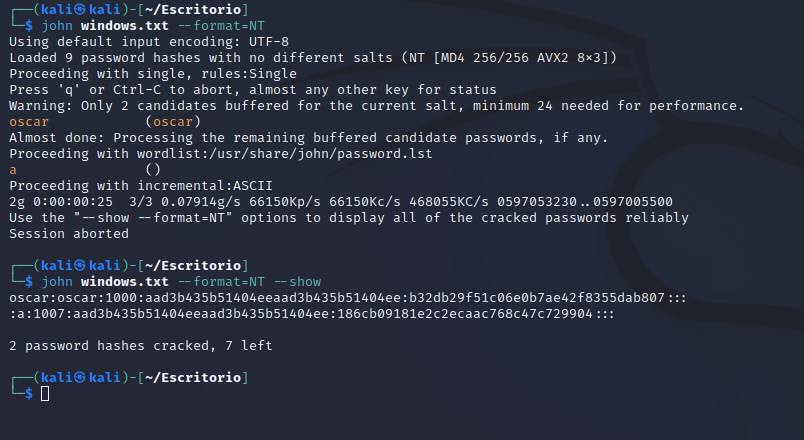 ┌──(kali㉿kali)-[~/Escritorio]
└─$ john windows.txt --format=NT
Using default input encoding: UTF-8
Loaded 9 password hashes with no different salts (NT [MD4 256/256 AVX2 8×3])
Proceeding with single, rules:Single
Press 'q' or Ctrl-C to abort, almost any other key for status
Warning: Only 2 candidates buffered for the current salt, minimum 24 needed for performance.
oscar            (oscar)
Almost done: Processing the remaining buffered candidate passwords, if any.
Proceeding with wordlist:/usr/share/john/password.lst
a                ()
Proceeding with incremental:ASCII
2g 0:00:00:25  3/3 0.07914g/s 66150Kp/s 66150Kc/s 468055KC/s 0597053230..0597005500
Use the "--show --format=NT" options to display all of the cracked passwords reliably
Session aborted
┌──(kali㉿kali)-[~/Escritorio]
└─$ john windows.txt --format=NT --show
oscar:oscar:1000:aad3b435b51404eeaad3b435b51404ee:b32db29f51c06e0b7ae42f8355dab807:::
:a:1007:aad3b435b51404eeaad3b435b51404ee:186cb09181e2c2ecaac768c47c729904:::
2 password hashes cracked, 7 left
┌──(kali㉿kali)-[~/Escritorio]
└─$